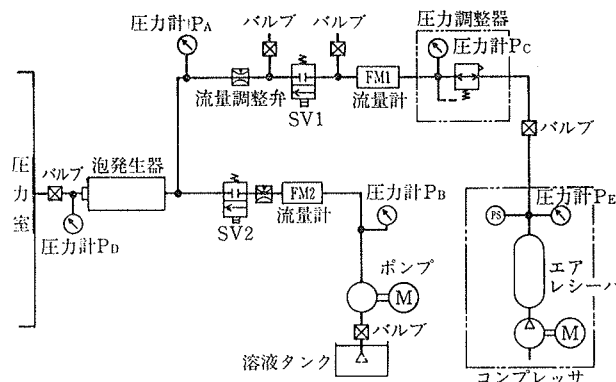 バルブ
バルブ
圧力調整器
圧力計PA
圧力計PC
FM1
流量調整弁
流量計
SV1
バルブ
圧力室
バルブ
泡発生器
圧力計PD
FM2
流量計
SV2
圧力計PB
PS
圧力計PE
ポンプ
M
エア
レシーバ
バルブ
M
溶液タンク
コンプレッサ